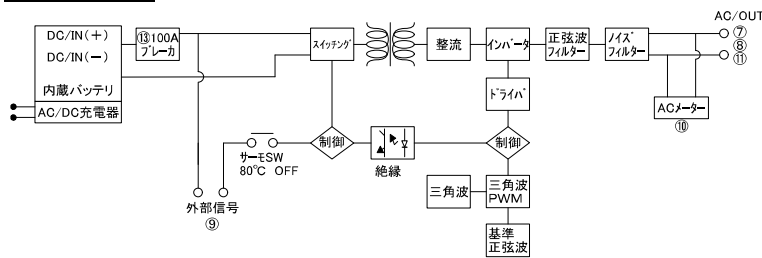 AC/OUT
DC/IN(+)
DC/IN(-)
内蔵バッテリ
AC/DC充電器
⑬100A
ブレーカ
スイッチング
整流
インバータ
正弦波
フィルター
ノイズ
フィルター
⑦
⑧
⑪
ドライバ
ACメーター
⑩
サーモSW
80℃ OFF
制御
絶縁
制御
外部信号
⑨
三角波
三角波
PWM
基準
正弦波